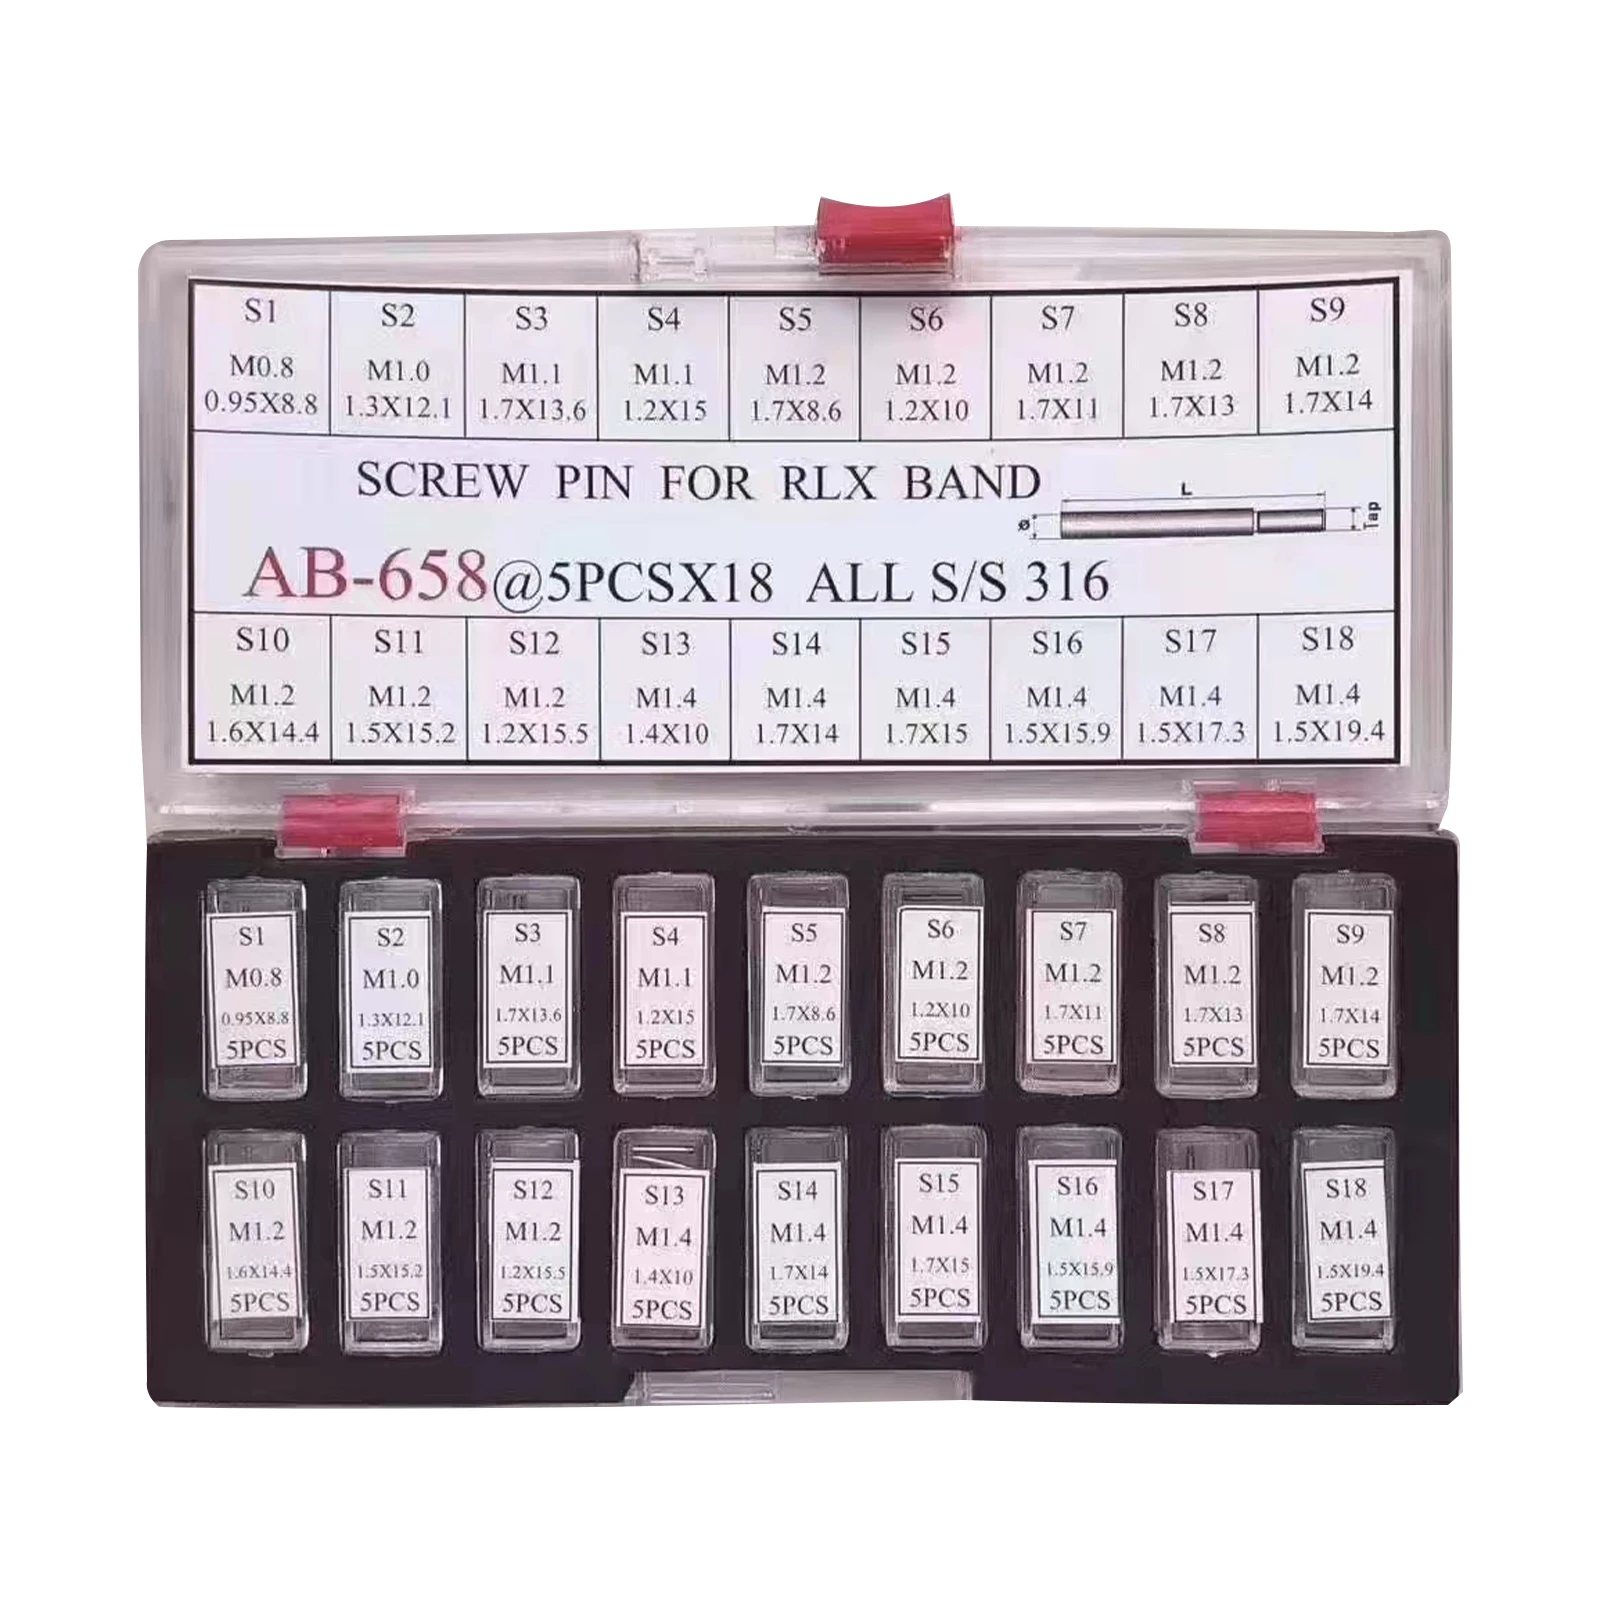 S1 S2 S3 S4 S5 S6 S7 S8 S9
M0.8 M1.0 M1.1 M1.1 M1.2 M1.2 M1.2 M1.2 M1.2
0.95X8.8 1.3X12.1 1.7X13.6 1.2X15 1.7X8.6 1.2X10 1.7X11 1.7X13 1.7X14
SCREW PIN FOR RLX BAND
L
ø
Tap
AB-658@5PCSX18 ALL S/S 316
S10 S11 S12 S13 S14 S15 S16 S17 S18
M1.2 M1.2 M1.2 M1.4 M1.4 M1.4 M1.4 M1.4 M1.4
1.6X14.4 1.5X15.2 1.2X15.5 1.4X10 1.7X14 1.7X15 1.5X15.9 1.5X17.3 1.5X19.4
S1 S2 S3 S4 S5 S6 S7 S8 S9
M0.8 M1.0 M1.1 M1.1 M1.2 M1.2 M1.2 M1.2 M1.2
0.95X8.8 1.3X12.1 1.7X13.6 1.2X15 1.7X8.6 1.2X10 1.7X11 1.7X13 1.7X14
5PCS 5PCS 5PCS 5PCS 5PCS 5PCS 5PCS 5PCS 5PCS
S10 S11 S12 S13 S14 S15 S16 S17 S18
M1.2 M1.2 M1.2 M1.4 M1.4 M1.4 M1.4 M1.4 M1.4
1.6X14.4 1.5X15.2 1.2X15.5 1.4X10 1.7X14 1.7X15 1.5X15.9 1.5X17.3 1.5X19.4
5PCS 5PCS 5PCS 5PCS 5PCS 5PCS 5PCS 5PCS 5PCS